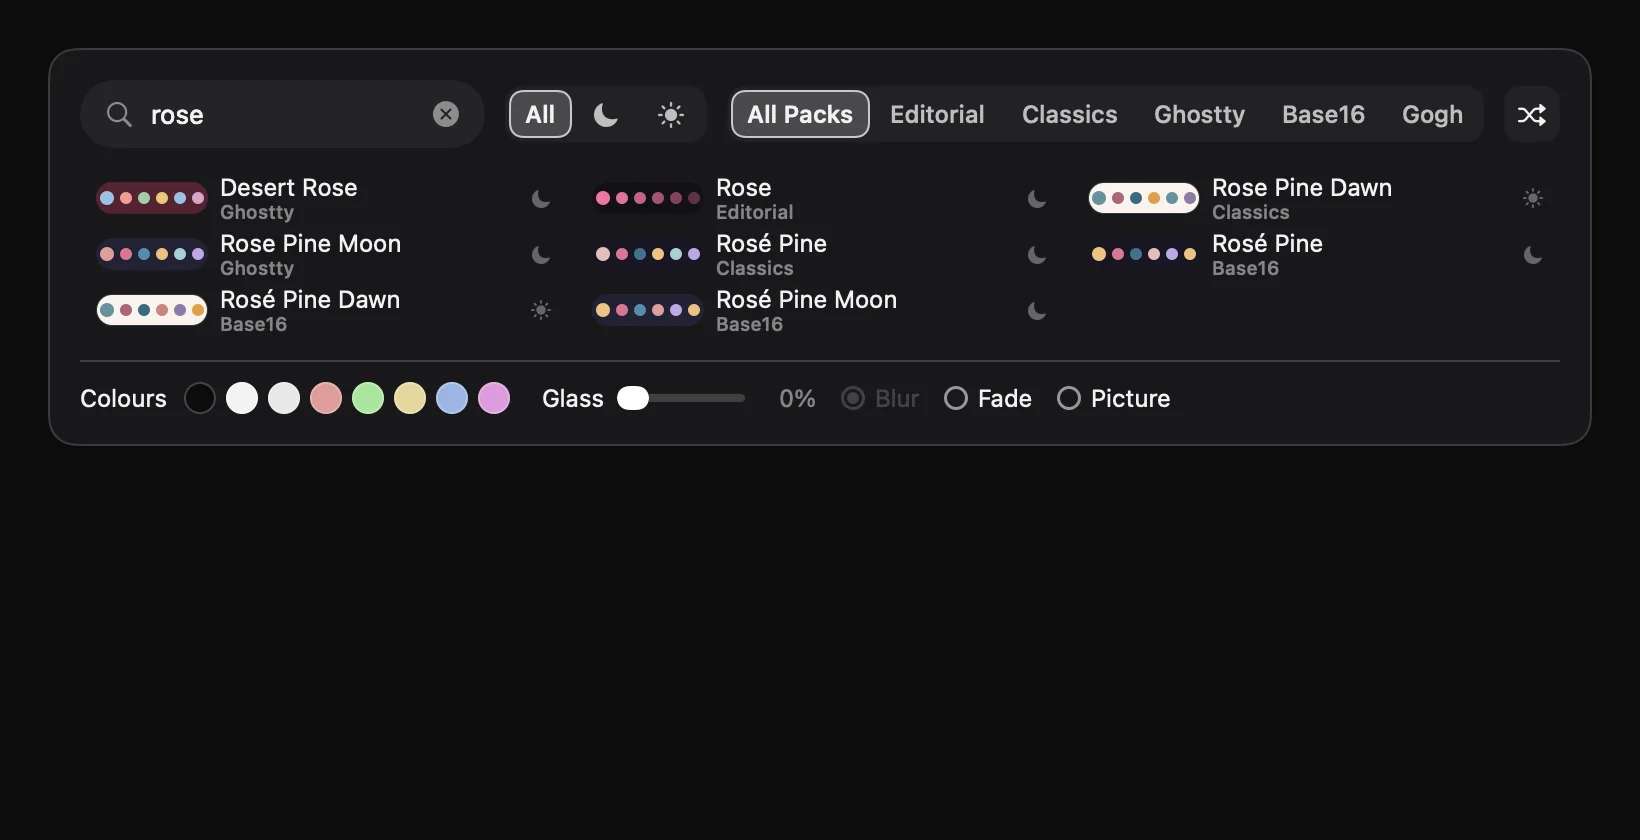 rose
All
All Packs Editorial Classics Ghostty Base16 Gogh
Desert Rose
Ghostty
Rose
Editorial
Rose Pine Dawn
Classics
Rose Pine Moon
Ghostty
Rosé Pine
Classics
Rosé Pine
Base16
Rosé Pine Dawn
Base16
Rosé Pine Moon
Base16
Colours Glass 0% Blur Fade Picture